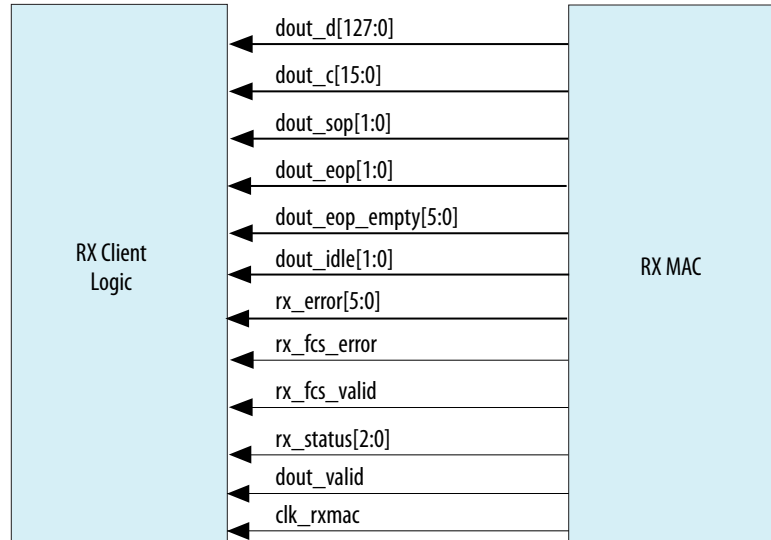 dout_d[127:0]
dout_c[15:0]
dout_sop[1:0]
dout_eop[1:0]
dout_eop_empty[5:0]
dout_idle[1:0]
rx_error[5:0]
rx_fcs_error
rx_fcs_valid
rx_status[2:0]
dout_valid
clk_rxmac
RX Client
Logic
RX MAC